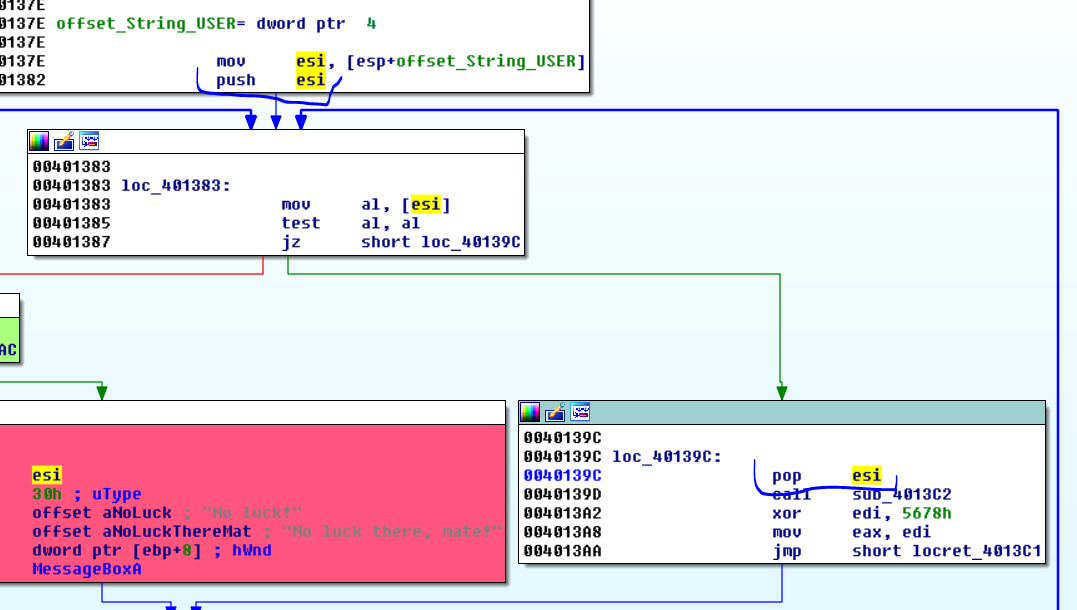 0137E
0137E offset_String_USER= dword ptr 4
0137E
0137E mov esi, [esp+offset_String_USER]
01382 push esi
00401383
00401383 loc_401383:
00401383 mov al, [esi]
00401385 test al, al
00401387 jz short loc_40139C
AC
esi
30h ; uType
offset aNoLuck ; "No luck!"
offset aNoLuckThereMat ; "No luck there, mate!"
dword ptr [ebp+8] ; hWnd
MessageBoxA
0040139C
0040139C loc_40139C:
0040139C pop esi
0040139D call sub_4013C2
004013A2 xor edi, 5678h
004013A8 mov eax, edi
004013AA jmp short locret_4013C1